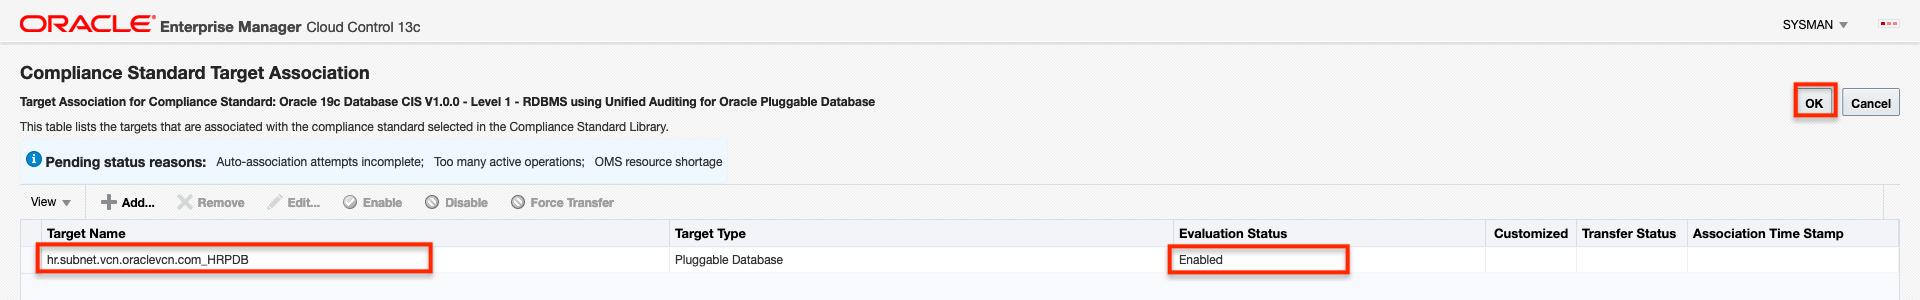 ORACLE Enterprise Manager Cloud Control 13c SYSMAN
Compliance Standard Target Association
Target Association for Compliance Standard: Oracle 19c Database CIS V1.0.0 - Level 1 - RDBMS using Unified Auditing for Oracle Pluggable Database
OK Cancel
This table lists the targets that are associated with the compliance standard selected in the Compliance Standard Library.
Pending status reasons: Auto-association attempts incomplete; Too many active operations; OMS resource shortage
View Add... Remove Edit... Enable Disable Force Transfer
Target Name Target Type Evaluation Status Customized Transfer Status Association Time Stamp
hr.subnet.vcn.oraclevcn.com_HRPDB Pluggable Database Enabled